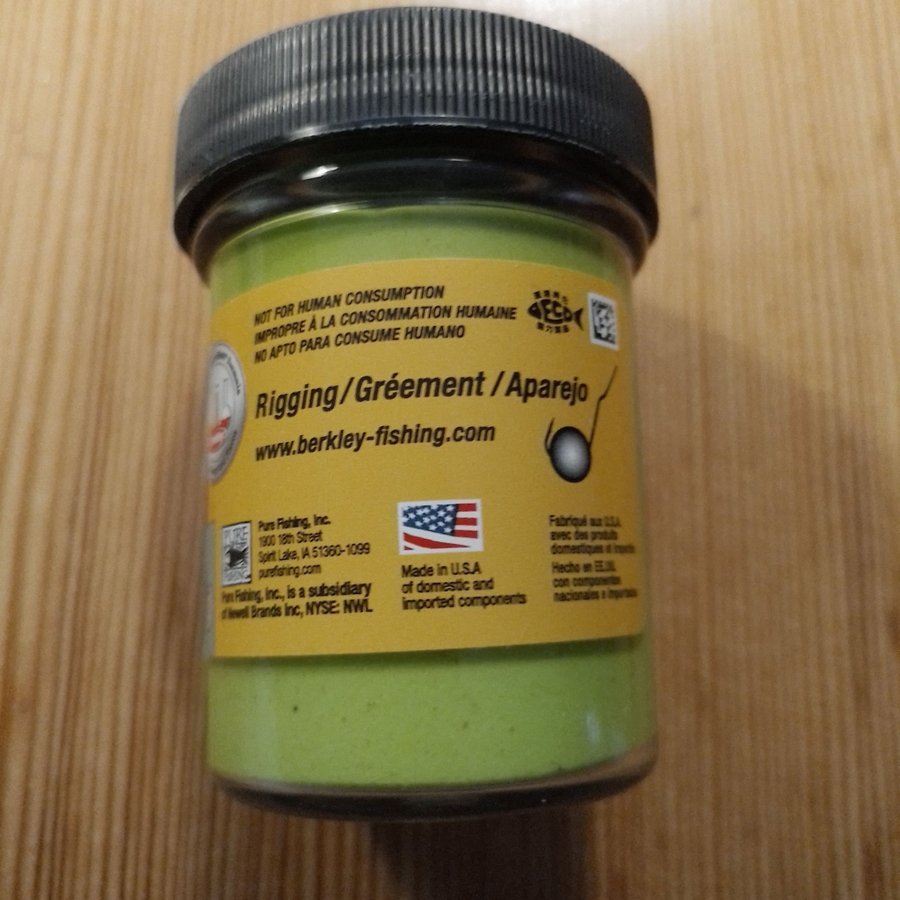 NOT FOR HUMAN CONSUMPTION
IMPROPRE À LA CONSOMMATION HUMAINE
NO APTO PARA CONSUME HUMANO
ECO
Rigging/Gréement /Aparejo
www.berkley-fishing.com
PURE
FISHING
Pure Fishing, Inc.
1900 18th Street
Spirit Lake, IA 51360-1099
purefishing.com
Pure Fishing, Inc., is a subsidiary
of Newell Brands Inc, NYSE: NWL
Made in U.S.A
of domestic and
imported components
Fabriqué aux U.S.A.
avec des produits
domestiques et importés
Hecho en EE.UU.
con componentes
nacionales e importados